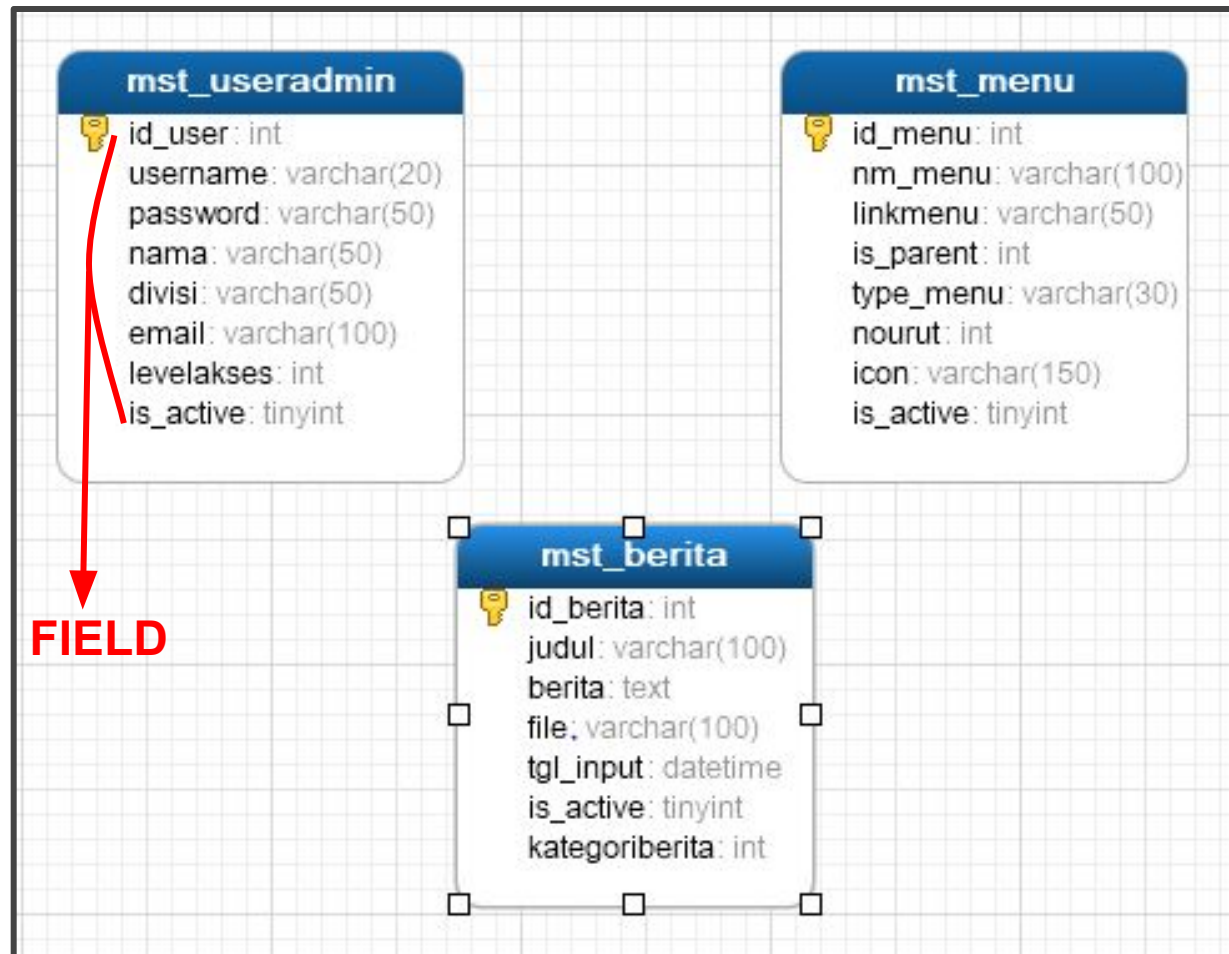 mst_useradmin
id_user: int
username: varchar(20)
password: varchar(50)
nama: varchar(50)
divisi: varchar(50)
email: varchar(100)
levelakses: int
is_active: tinyint
mst_menu
id_menu: int
nm_menu: varchar(100)
linkmenu: varchar(50)
is_parent: int
type_menu: varchar(30)
nourut: int
icon: varchar(150)
is_active: tinyint
FIELD
mst_berita
id_berita: int
judul: varchar(100)
berita: text
file: varchar(100)
tgl_input: datetime
is_active: tinyint
kategoriberita: int